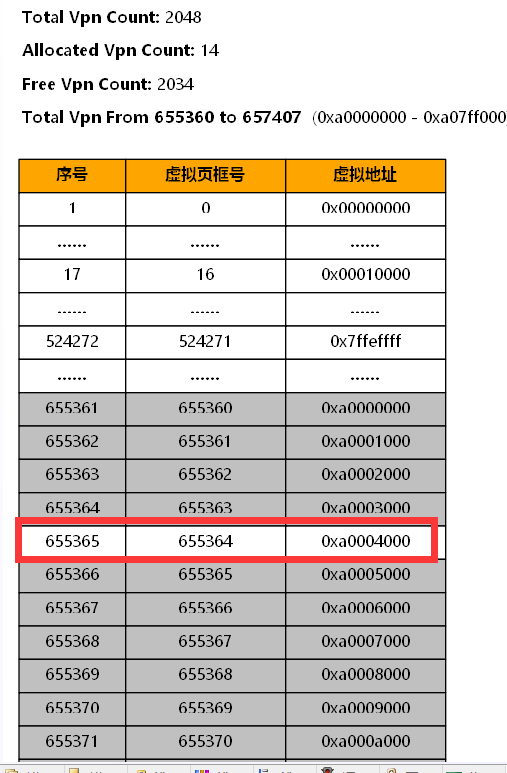 Total Vpn Count: 2048
Allocated Vpn Count: 14
Free Vpn Count: 2034
Total Vpn From 655360 to 657407 (0xa0000000 - 0xa07ff000)
序号 虚拟页框号 虚拟地址
1 0 0x00000000
...... ...... ......
17 16 0x00010000
...... ...... ......
524272 524271 0x7ffeffff
...... ...... ......
655361 655360 0xa0000000
655362 655361 0xa0001000
655363 655362 0xa0002000
655364 655363 0xa0003000
655365 655364 0xa0004000
655366 655365 0xa0005000
655367 655366 0xa0006000
655368 655367 0xa0007000
655369 655368 0xa0008000
655370 655369 0xa0009000
655371 655370 0xa000a000